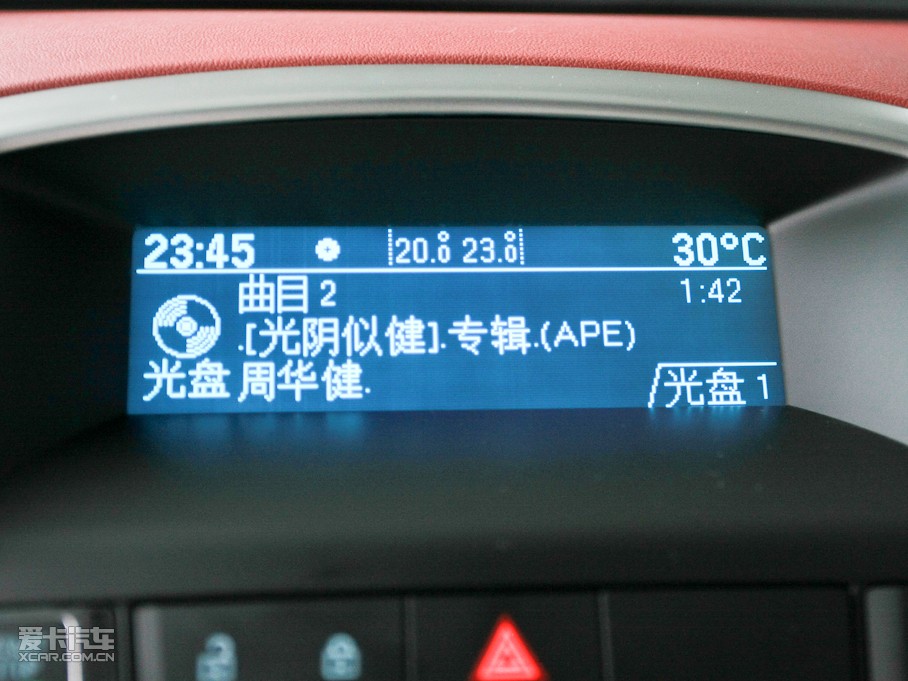 23:45 20.0° 23.0° 30°C
曲目 2 1:42
.[光阴似健].专辑.(APE)
光盘 周华健. 光盘 1
爱卡汽车
XCAR.COM.CN